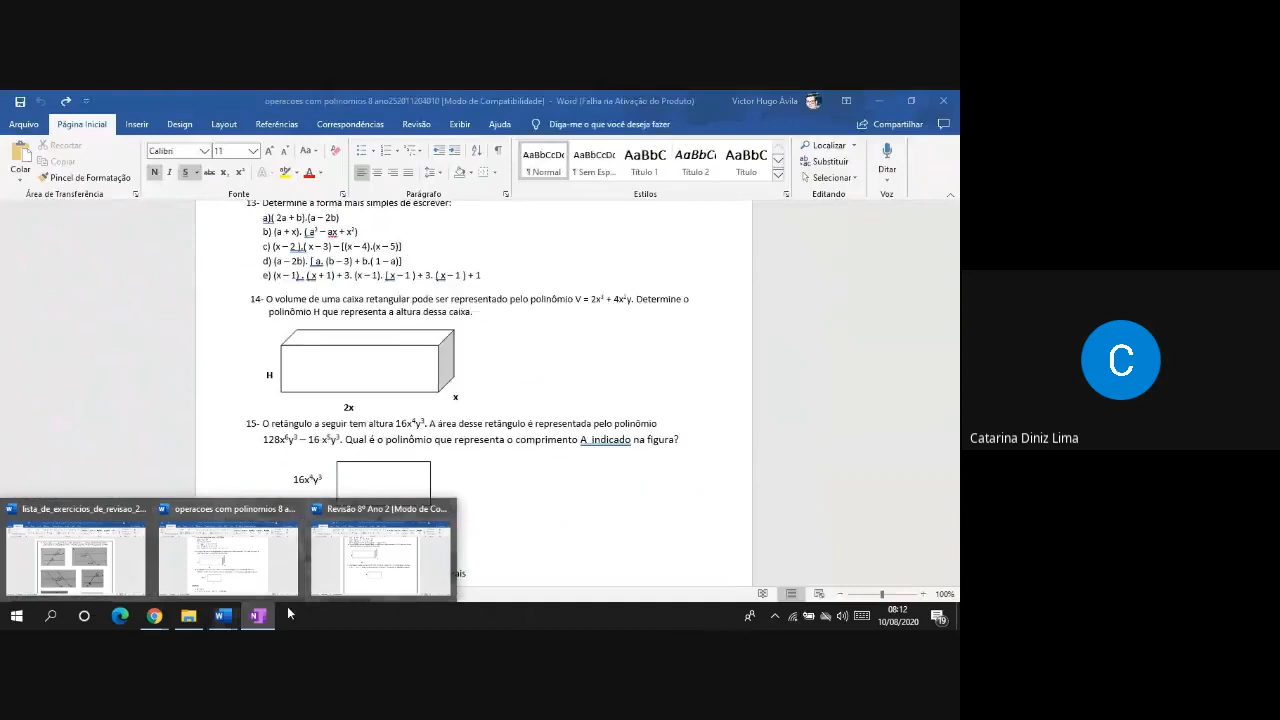 operacoes com polinomios 8 ano252011204010 [Modo de Compatibilidade] - Word (Falha na Ativação do Produto)
Victor Hugo Ávila
Arquivo Página Inicial Inserir Design Layout Referências Correspondências Revisão Exibir Ajuda Diga-me o que você deseja fazer Compartilhar
Colar
Recortar
Copiar
Pincel de Formatação
Área de Transferência
Calibri 11
N I S abc x₂ x²
Fonte
Parágrafo
AaBbCcDc AaBbCcDc AaBbC AaBbC AaBbC
¶ Normal ¶ Sem Esp... Título 1 Título 2 Título
Estilos
Localizar
Substituir
Selecionar
Editando
Ditar
Voz
13- Determine a forma mais simples de escrever:
a)( 2a + b).(a – 2b)
b) (a + x). ( a² – ax + x²)
c) (x – 2 ).( x – 3) – [(x – 4).(x – 5)]
d) (a – 2b). [ a. (b – 3) + b.( 1 – a)]
e) (x – 1) . ( x + 1) + 3. (x – 1). ( x – 1 ) + 3. ( x – 1 ) + 1
14- O volume de uma caixa retangular pode ser representado pelo polinômio V = 2x³ + 4x²y. Determine o
polinômio H que representa a altura dessa caixa.
H
x
2x
15- O retângulo a seguir tem altura 16x⁴y³. A área desse retângulo é representada pelo polinômio
128x⁶y³ – 16 x⁵y³. Qual é o polinômio que representa o comprimento A indicado na figura?
16x⁴y³
lista_de_exercicios_de_revisao_2...
operacoes com polinomios 8 a...
Revisão 8º Ano 2 [Modo de Co...
100%
08:12
10/08/2020
19
C
Catarina Diniz Lima